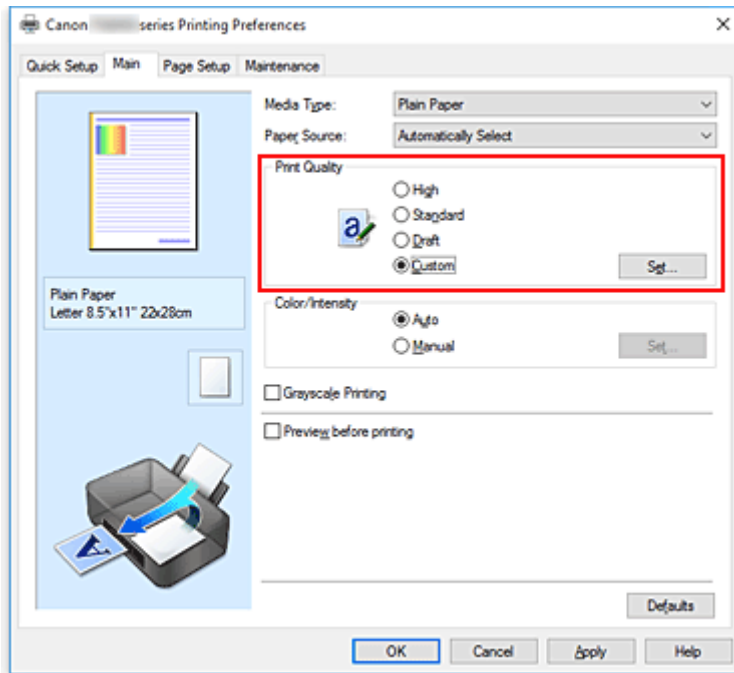 Canon series Printing Preferences
Quick Setup Main Page Setup Maintenance
Media Type: Plain Paper
Paper Source: Automatically Select
Print Quality
High
Standard
a
Draft
Custom Set...
Plain Paper
Letter 8.5"x11" 22x28cm
Color/Intensity
Auto
Manual Set...
Grayscale Printing
Preview before printing
A
Defaults
OK Cancel Apply Help